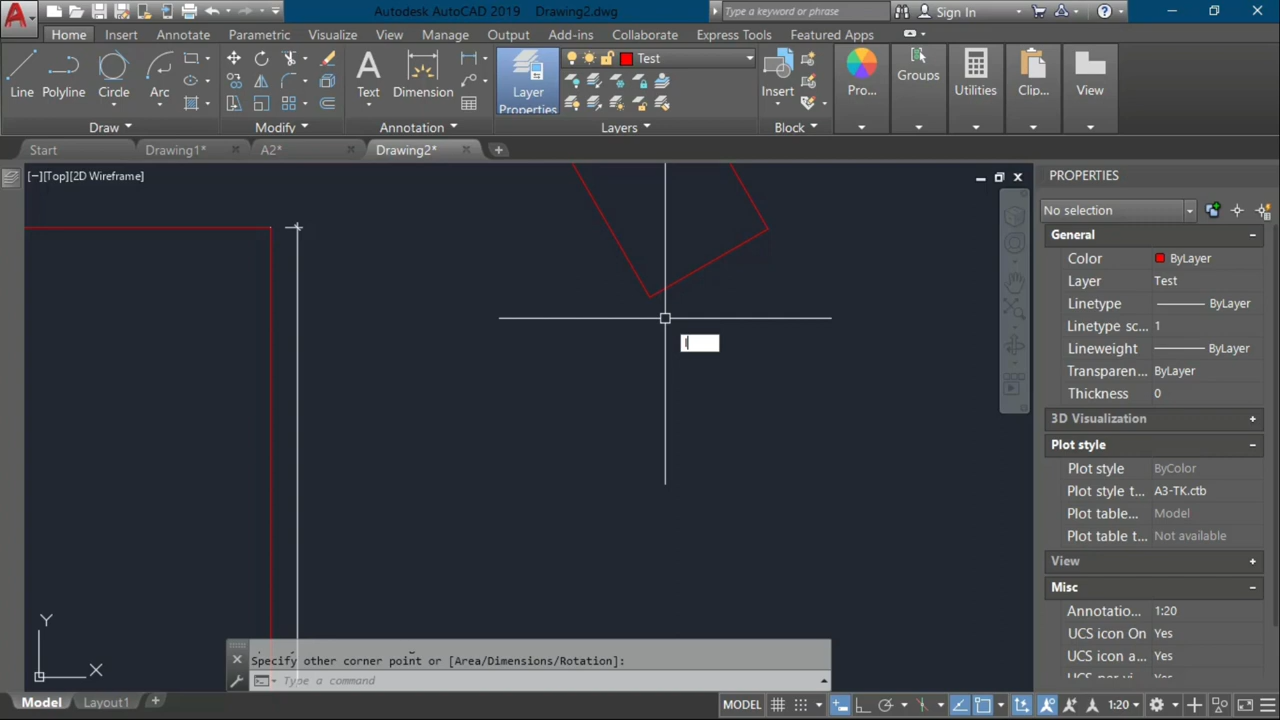 Autodesk AutoCAD 2019 Drawing2.dwg
Type a keyword or phrase
Sign In
Home Insert Annotate Parametric Visualize View Manage Output Add-ins Collaborate Express Tools Featured Apps
Line Polyline Circle Arc
Text Dimension
Layer
Properties
Test
Insert
Pro...
Groups
Utilities
Clip...
View
Draw Modify Annotation Layers Block
Start Drawing1* A2* Drawing2*
[−][Top][2D Wireframe]
PROPERTIES
No selection
General
Color ByLayer
Layer Test
Linetype ByLayer
Linetype sc... 1
Lineweight ByLayer
Transparen... ByLayer
Thickness 0
3D Visualization
Plot style
Plot style ByColor
Plot style t... A3-TK.ctb
Plot table... Model
Plot table t... Not available
View
Misc
Annotatio... 1:20
UCS icon On Yes
UCS icon a... Yes
UCS per vi... Yes
Y
X
Specify other corner point or [Area/Dimensions/Rotation]:
Type a command
Model Layout1
MODEL
1:20